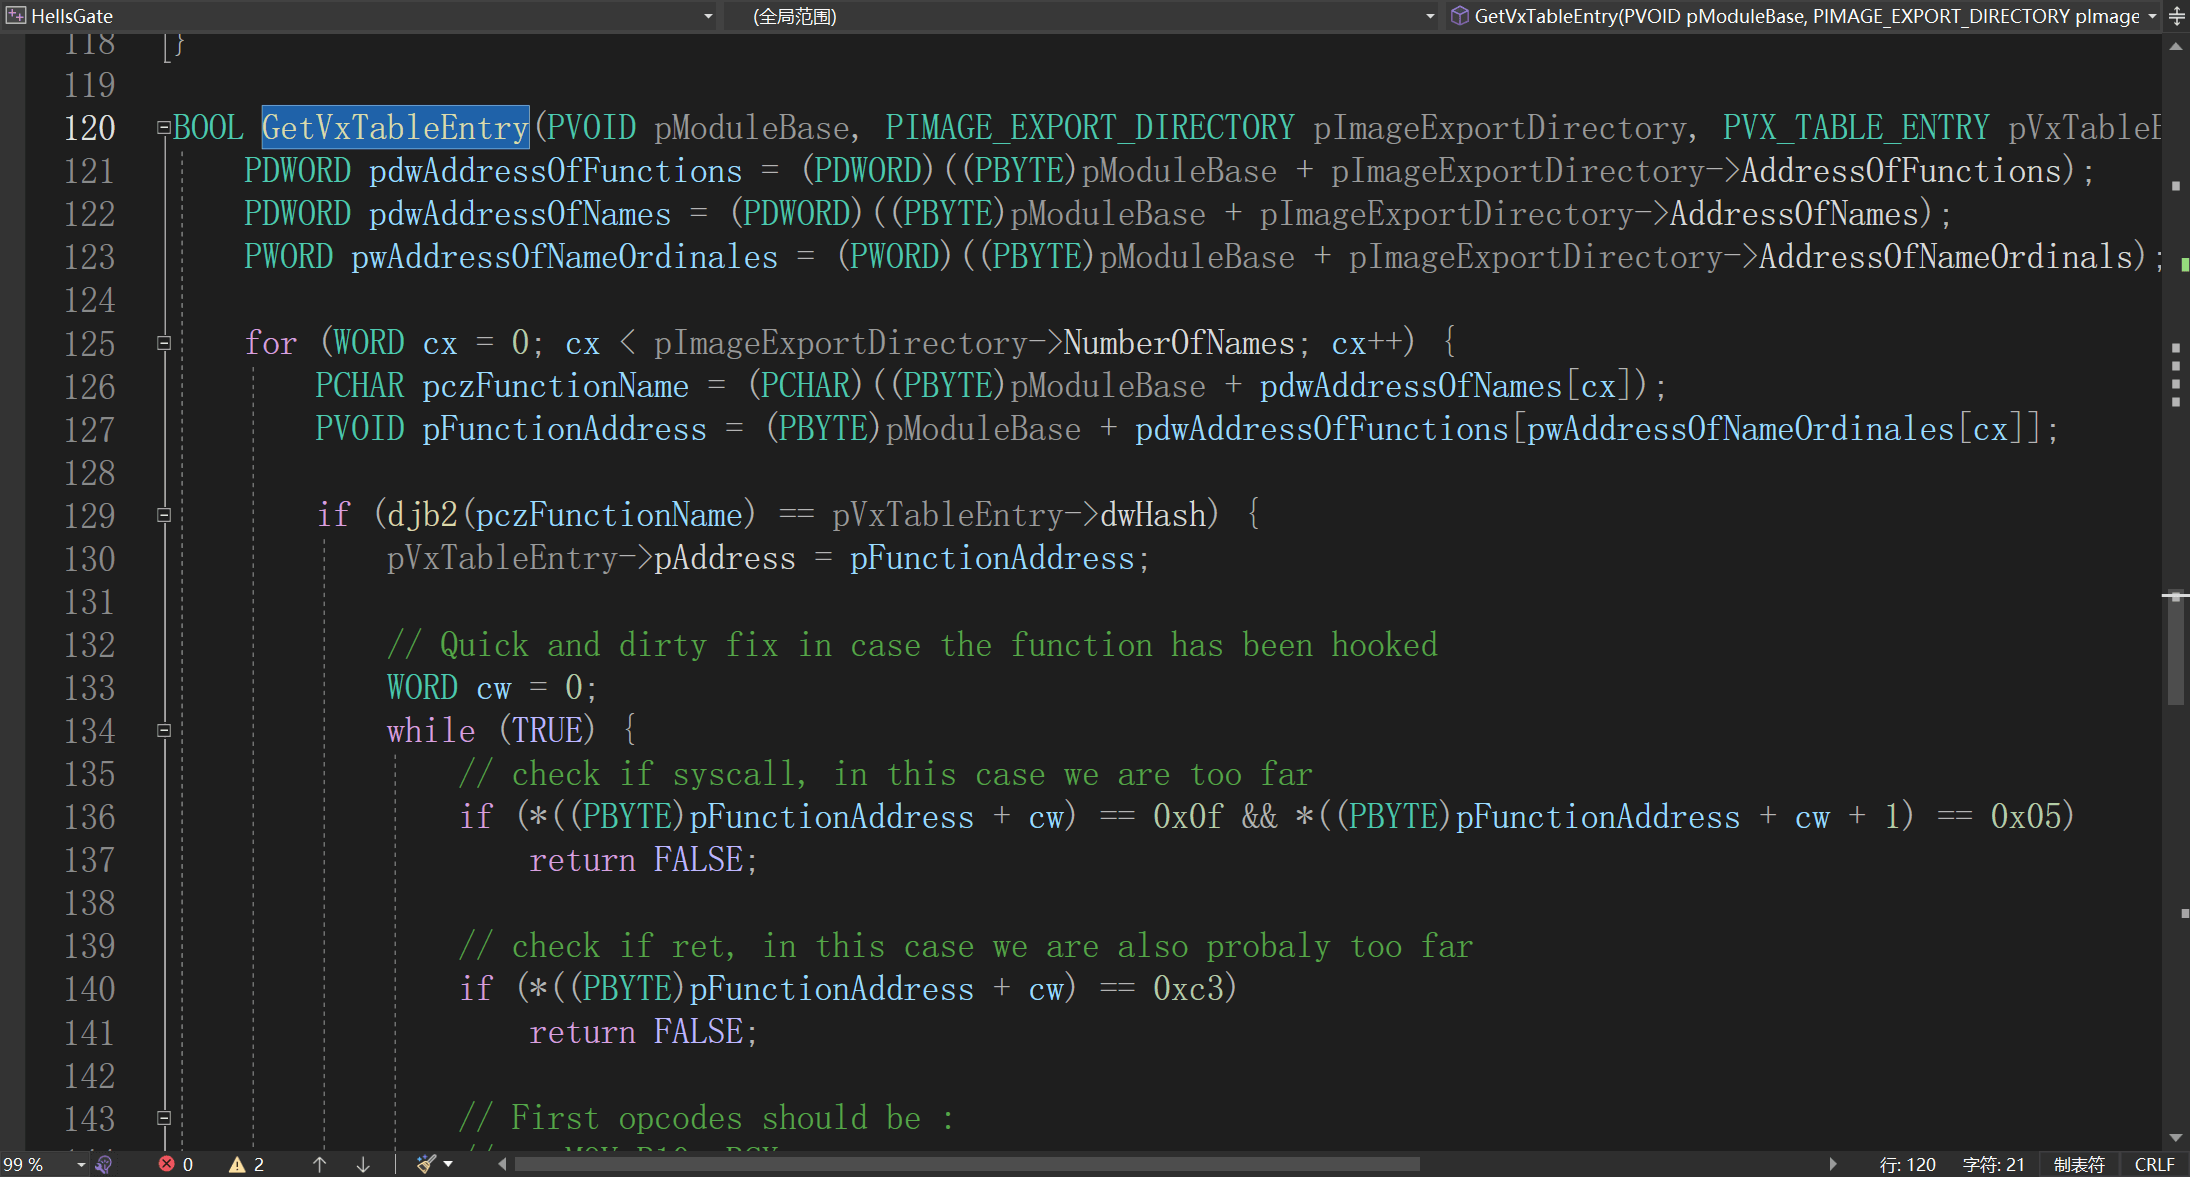 HellsGate (全局范围) GetVxTableEntry(PVOID pModuleBase, PIMAGE_EXPORT_DIRECTORY pImage
118 }
119
120 BOOL GetVxTableEntry(PVOID pModuleBase, PIMAGE_EXPORT_DIRECTORY pImageExportDirectory, PVX_TABLE_ENTRY pVxTableE
121 PDWORD pdwAddressOfFunctions = (PDWORD)((PBYTE)pModuleBase + pImageExportDirectory->AddressOfFunctions);
122 PDWORD pdwAddressOfNames = (PDWORD)((PBYTE)pModuleBase + pImageExportDirectory->AddressOfNames);
123 PWORD pwAddressOfNameOrdinales = (PWORD)((PBYTE)pModuleBase + pImageExportDirectory->AddressOfNameOrdinals);
124
125 for (WORD cx = 0; cx < pImageExportDirectory->NumberOfNames; cx++) {
126 PCHAR pczFunctionName = (PCHAR)((PBYTE)pModuleBase + pdwAddressOfNames[cx]);
127 PVOID pFunctionAddress = (PBYTE)pModuleBase + pdwAddressOfFunctions[pwAddressOfNameOrdinales[cx]];
128
129 if (djb2(pczFunctionName) == pVxTableEntry->dwHash) {
130 pVxTableEntry->pAddress = pFunctionAddress;
131
132 // Quick and dirty fix in case the function has been hooked
133 WORD cw = 0;
134 while (TRUE) {
135 // check if syscall, in this case we are too far
136 if (*((PBYTE)pFunctionAddress + cw) == 0x0f && *((PBYTE)pFunctionAddress + cw + 1) == 0x05)
137 return FALSE;
138
139 // check if ret, in this case we are also probaly too far
140 if (*((PBYTE)pFunctionAddress + cw) == 0xc3)
141 return FALSE;
142
143 // First opcodes should be :
99 % 0 2 行: 120 字符: 21 制表符 CRLF